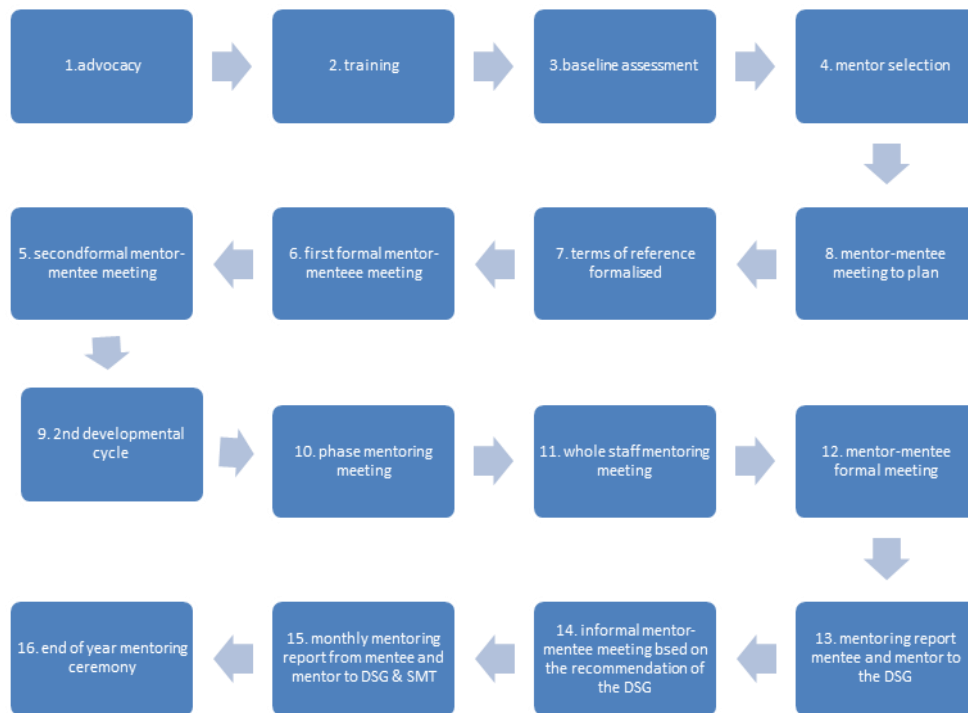 1.advocacy
2. training
3.baseline assessment
4. mentor selection
5. secondformal mentor-
mentee meeting
6. first formal mentor-
menteee meeting
7. terms of reference
formalised
8. mentor-mentee
meeting to plan
9. 2nd developmental
cycle
10. phase mentoring
meeting
11. whole staff mentoring
meeting
12. mentor-mentee
formal meeting
16. end of year mentoring
ceremony
15. monthly mentoring
report from mentee and
mentor to DSG & SMT
14. informal mentor-
mentee meeting bsed on
the recommendation of
the DSG
13. mentoring report
mentee and mentor to
the DSG